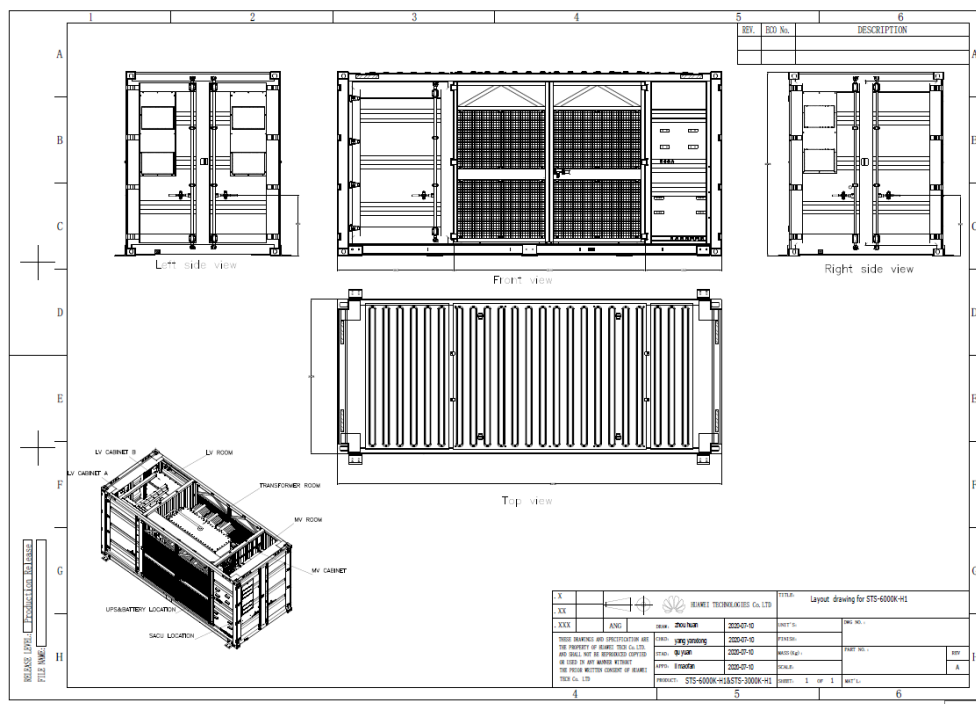 1 2 3 4 5 6
REV. ECO No. DESCRIPTION
A A
B B
C C
D D
E E
F F
G G
H H
Left side view
Front view
Right side view
Top view
LV CABINET B
LV ROOM
LV CABINET A
TRANSFORMER ROOM
MV ROOM
MV CABINET
UPS&BATTERY LOCATION
SACU LOCATION
RELEASE LEVEL: Production Release
FILE NAME:
.X
.XX
.XXX ANG
HUAWEI TECHNOLOGIES Co. LTD
TITLE: Layout drawing for STS-6000K-H1
THESE DRAWINGS AND SPECIFICATION ARE
THE PROPERTY OF HUAWEI TECH Co. LTD.
AND SHALL NOT BE REPRODUCED COPYIED
OR USED IN ANY MANNER WITHOUT
THE PRIOR WRITTEN CONSENT OF HUAWEI
TECH Co. LTD
zhou huan 2020-07-10 UNIT'S: DWG NO.:
CHKD: yang yanxiong 2020-07-10 FINISH:
STAD: qu yuan 2020-07-10 MASS(Kg): PART NO.: REV
APPD: li maofan 2020-07-10 SCALE: A
PRODUCT: STS-6000K-H1&STS-3000K-H1 SHEET: 1 OF 1 MAT'L:
4 5 6